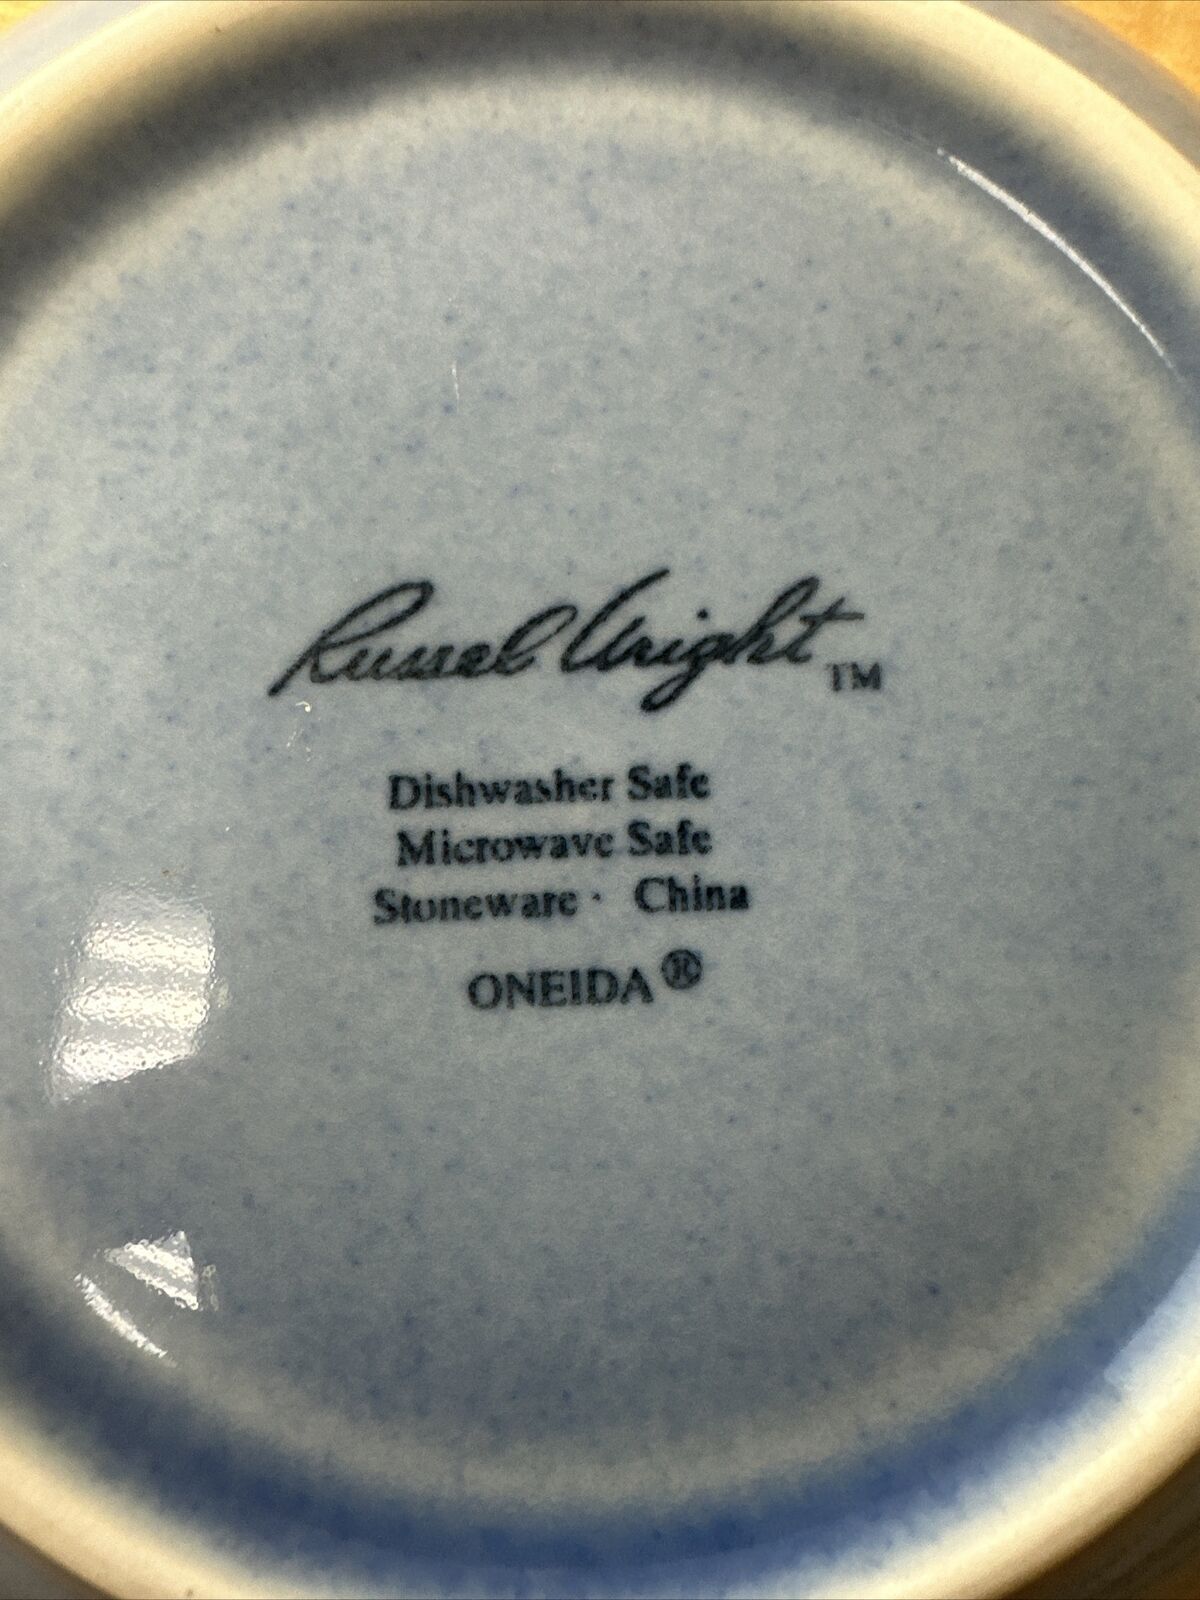 Russel Wright TM
Dishwasher Safe
Microwave Safe
Stoneware · China
ONEIDA®